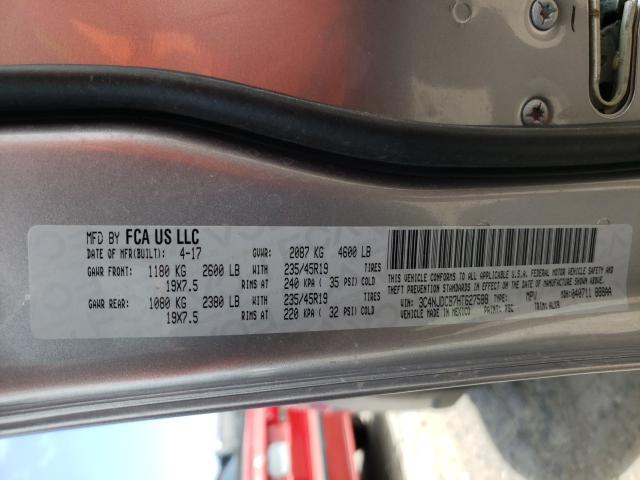 MFD BY FCA US LLC
DATE OF MFR(BUILT): 4-17 GVWR: 2087 KG 4600 LB
GAWR FRONT: 1180 KG 2600 LB WITH 235/45R19 TIRES
19X7.5 RIMS AT 240 KPA ( 35 PSI) COLD
GAWR REAR: 1080 KG 2380 LB WITH 235/45R19 TIRES
19X7.5 RIMS AT 220 KPA ( 32 PSI) COLD
THIS VEHICLE CONFORMS TO ALL APPLICABLE U.S.A. FEDERAL MOTOR VEHICLE SAFETY AND
THEFT PREVENTION STANDARDS IN EFFECT ON THE DATE OF MANUFACTURE SHOWN ABOVE.
VIN: 3C4NJDCB7HT627588 TYPE: MPV MDH: 040711 888AA
VEHICLE MADE IN MEXICO PAINT: TRIM: